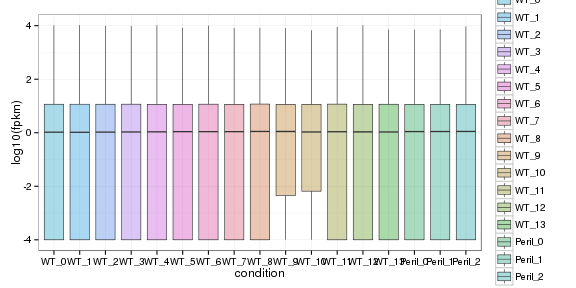 4
2
0
-2
-4
log10(fpkm)
WT_0 WT_1 WT_2 WT_3 WT_4 WT_5 WT_6 WT_7 WT_8 WT_9 WT_10 WT_11 WT_12 WT_13 Peril_0 Peril_1 Peril_2
condition
WT_1
WT_2
WT_3
WT_4
WT_5
WT_6
WT_7
WT_8
WT_9
WT_10
WT_11
WT_12
WT_13
Peril_0
Peril_1
Peril_2